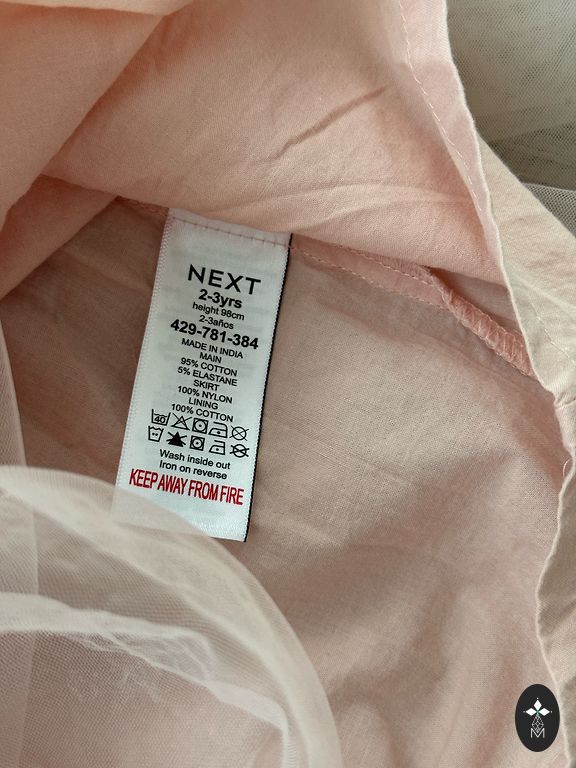 NEXT
2-3yrs
height 98cm
2-3años
429-781-384
MADE IN INDIA
MAIN
95% COTTON
5% ELASTANE
SKIRT
100% NYLON
LINING
100% COTTON
40
Wash inside out
Iron on reverse
KEEP AWAY FROM FIRE
M